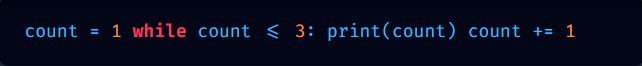 count = 1 while count <= 3: print(count) count += 1